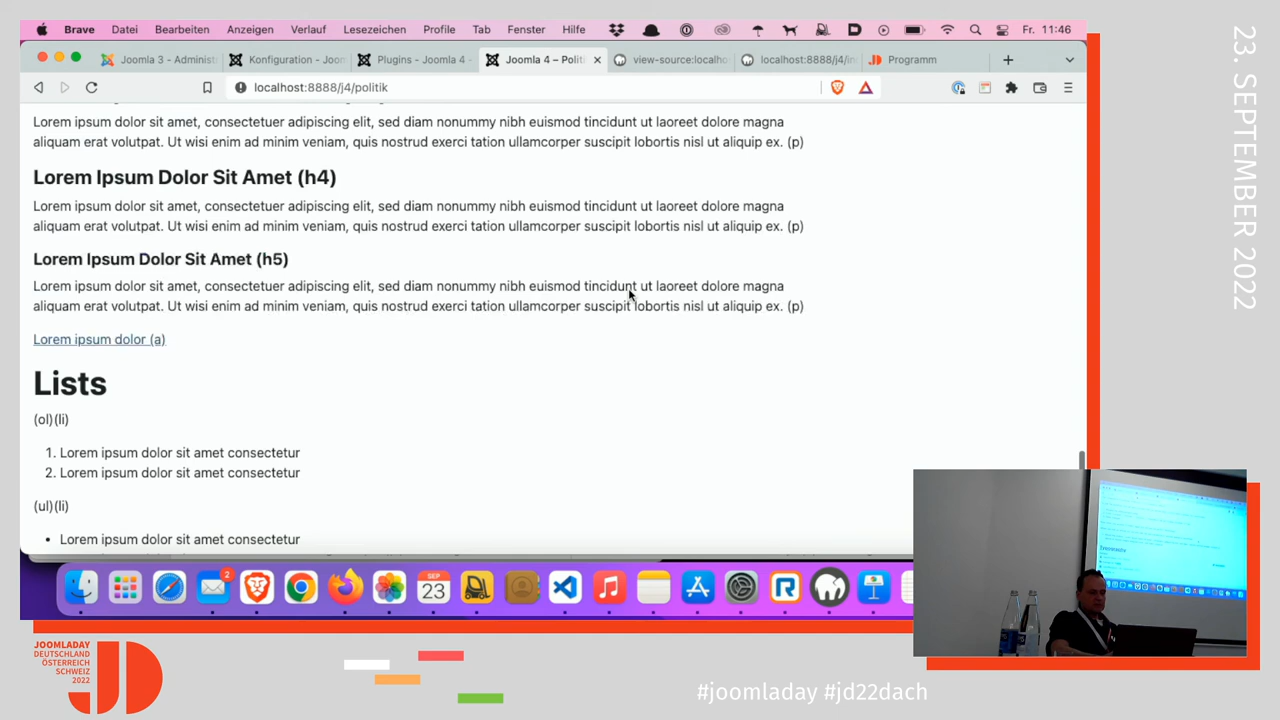 Brave Datei Bearbeiten Anzeigen Verlauf Lesezeichen Profile Tab Fenster Hilfe Fr. 11:46
Joomla 3 - Administ Konfiguration - Joom Plugins - Joomla 4 - Joomla 4 – Polit view-source:localho localhost:8888/j4/in Programm
localhost:8888/j4/politik
Lorem ipsum dolor sit amet, consectetuer adipiscing elit, sed diam nonummy nibh euismod tincidunt ut laoreet dolore magna
aliquam erat volutpat. Ut wisi enim ad minim veniam, quis nostrud exerci tation ullamcorper suscipit lobortis nisl ut aliquip ex. (p)
Lorem Ipsum Dolor Sit Amet (h4)
Lorem ipsum dolor sit amet, consectetuer adipiscing elit, sed diam nonummy nibh euismod tincidunt ut laoreet dolore magna
aliquam erat volutpat. Ut wisi enim ad minim veniam, quis nostrud exerci tation ullamcorper suscipit lobortis nisl ut aliquip ex. (p)
Lorem Ipsum Dolor Sit Amet (h5)
Lorem ipsum dolor sit amet, consectetuer adipiscing elit, sed diam nonummy nibh euismod tincidunt ut laoreet dolore magna
aliquam erat volutpat. Ut wisi enim ad minim veniam, quis nostrud exerci tation ullamcorper suscipit lobortis nisl ut aliquip ex. (p)
Lorem ipsum dolor (a)
Lists
(ol)(li)
1. Lorem ipsum dolor sit amet consectetur
2. Lorem ipsum dolor sit amet consectetur
(ul)(li)
• Lorem ipsum dolor sit amet consectetur
2
SEP
23
23. SEPTEMBER 2022
JOOMLADAY
DEUTSCHLAND
ÖSTERREICH
SCHWEIZ
2022
JD
#joomladay #jd22dach